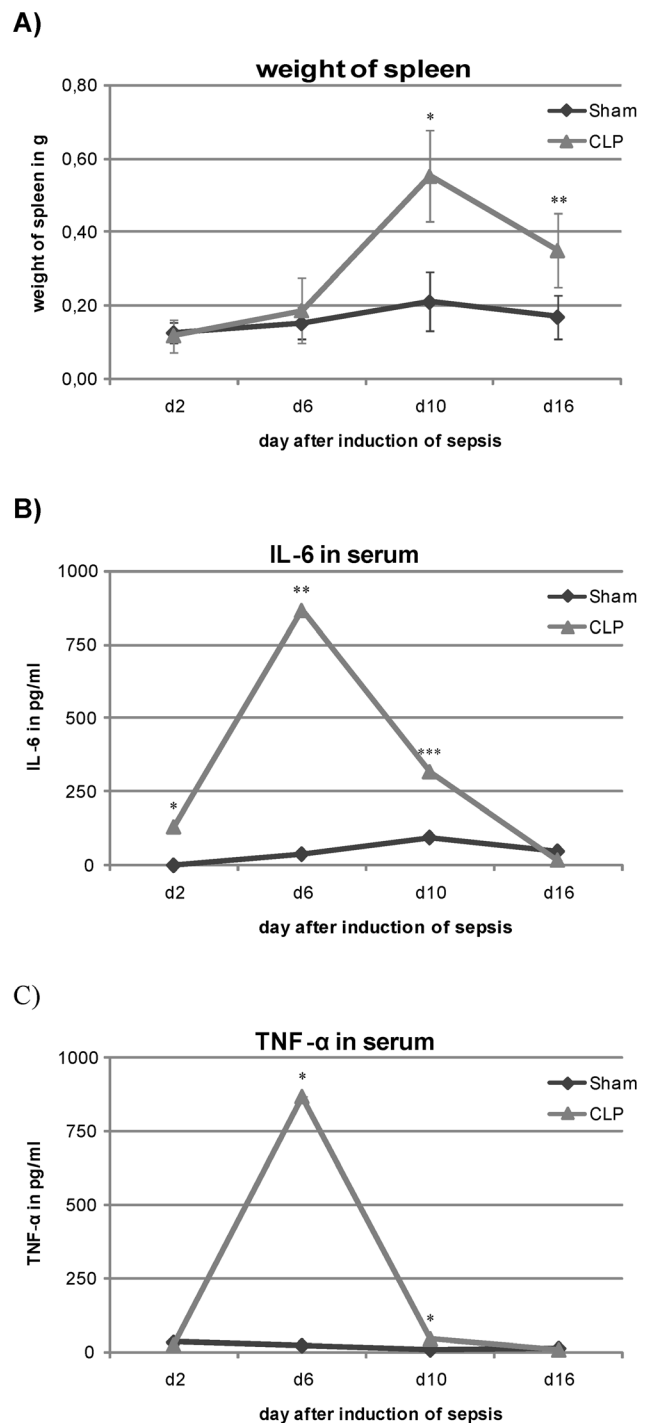 A)
weight of spleen
0,80
Sham
*
CLP
0,60
**
0,40
weight of spleen in g
0,20
0,00
d2 d6 d10 d16
day after induction of sepsis
B)
IL-6 in serum
1000
**
Sham
CLP
750
***
500
IL-6 in pg/ml
250
*
0
d2 d6 d10 d16
day after induction of sepsis
C)
TNF-α in serum
1000
*
Sham
CLP
750
500
TNF-α in pg/ml
250
*
0
d2 d6 d10 d16
day after induction of sepsis